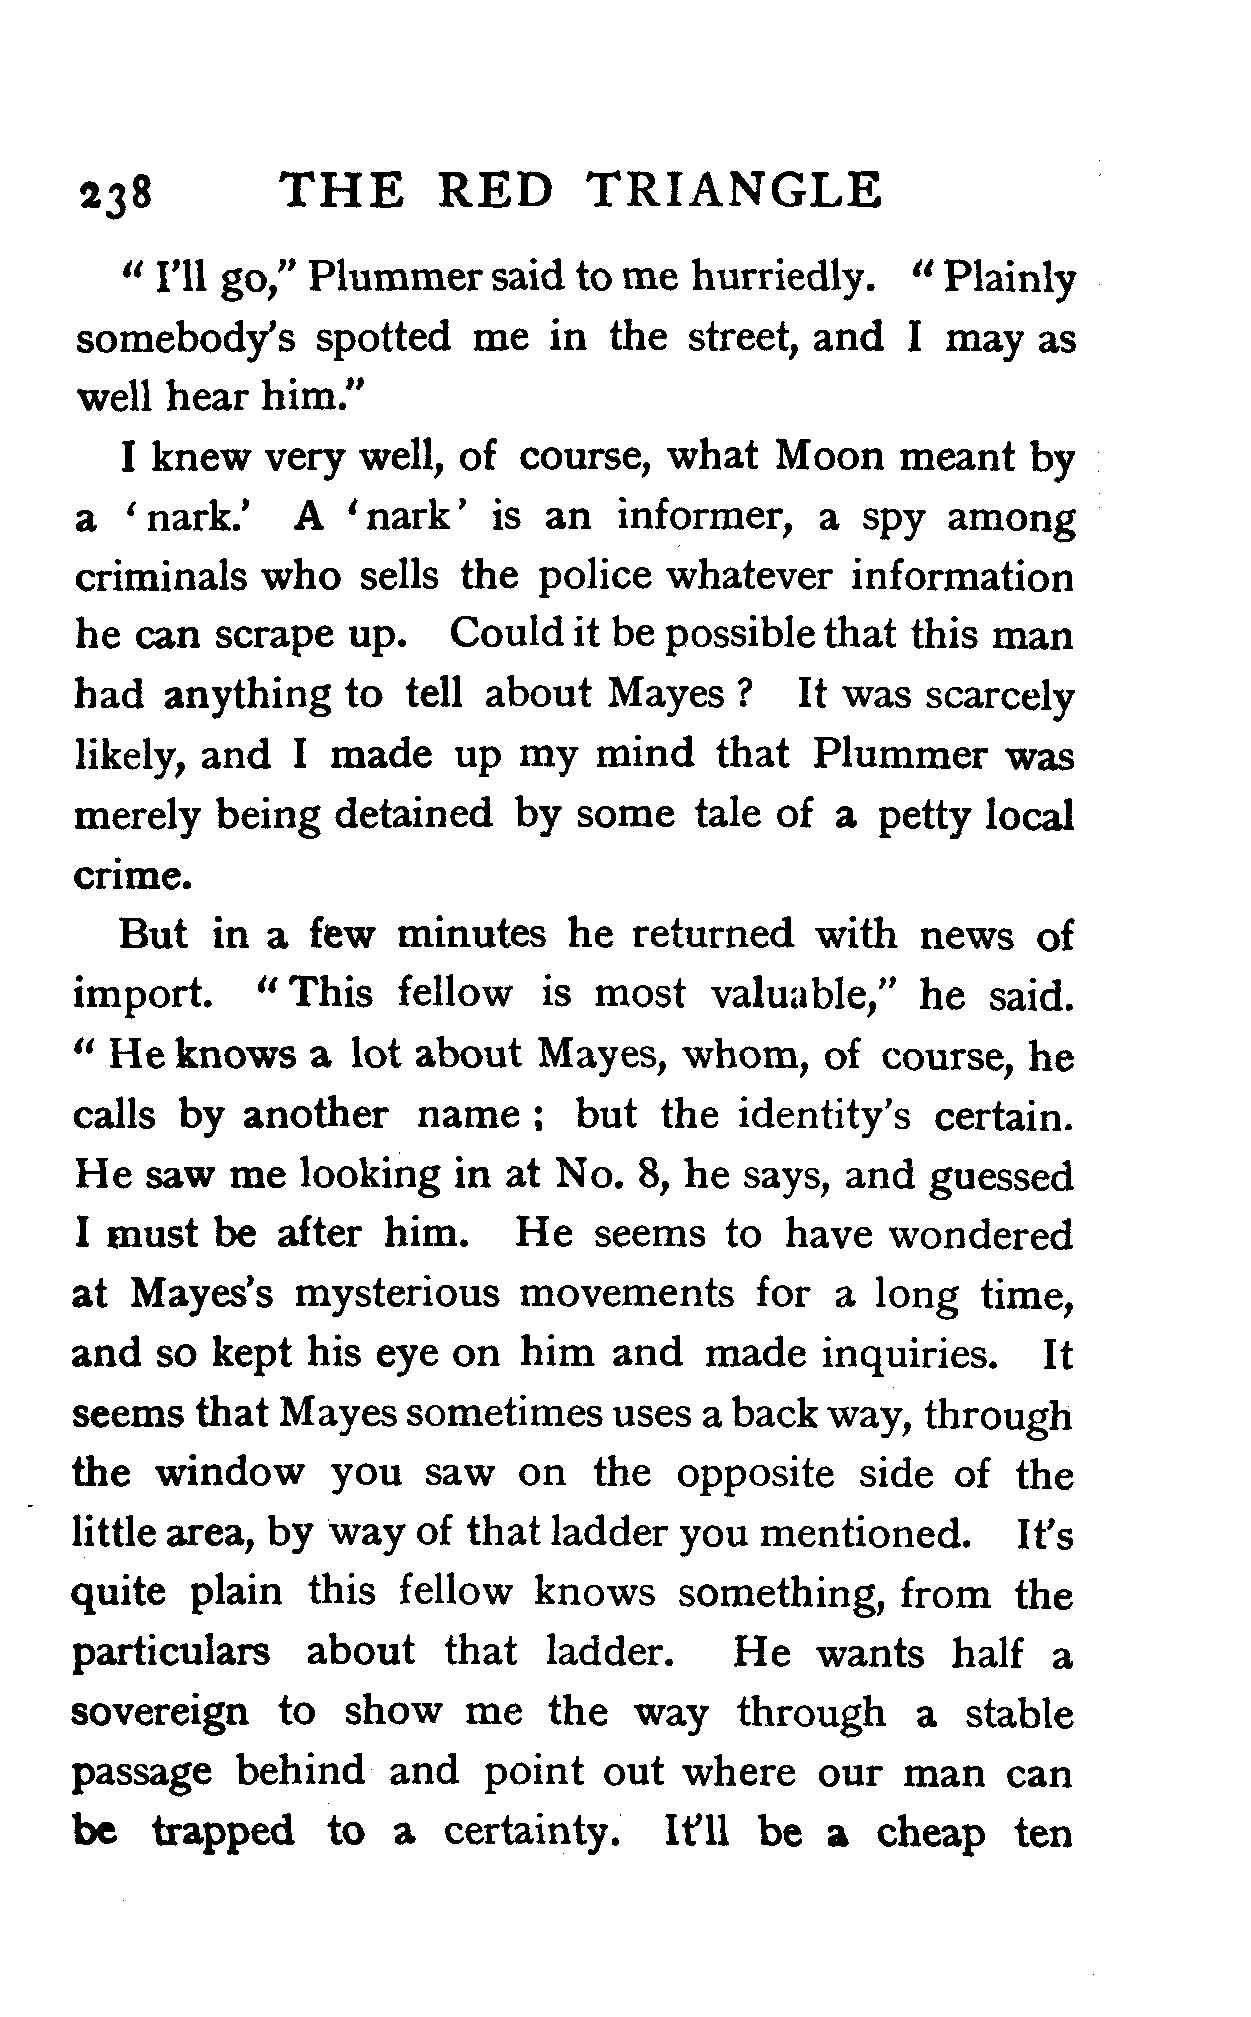 238 THE RED TRIANGLE
" I'll go," Plummer said to me hurriedly. " Plainly
somebody's spotted me in the street, and I may as
well hear him."
I knew very well, of course, what Moon meant by
a ' nark.' A ' nark ' is an informer, a spy among
criminals who sells the police whatever information
he can scrape up. Could it be possible that this man
had anything to tell about Mayes ? It was scarcely
likely, and I made up my mind that Plummer was
merely being detained by some tale of a petty local
crime.
But in a few minutes he returned with news of
import. " This fellow is most valuable," he said.
" He knows a lot about Mayes, whom, of course, he
calls by another name ; but the identity's certain.
He saw me looking in at No. 8, he says, and guessed
I must be after him. He seems to have wondered
at Mayes's mysterious movements for a long time,
and so kept his eye on him and made inquiries. It
seems that Mayes sometimes uses a back way, through
the window you saw on the opposite side of the
little area, by way of that ladder you mentioned. It's
quite plain this fellow knows something, from the
particulars about that ladder. He wants half a
sovereign to show me the way through a stable
passage behind and point out where our man can
be trapped to a certainty. It'll be a cheap ten